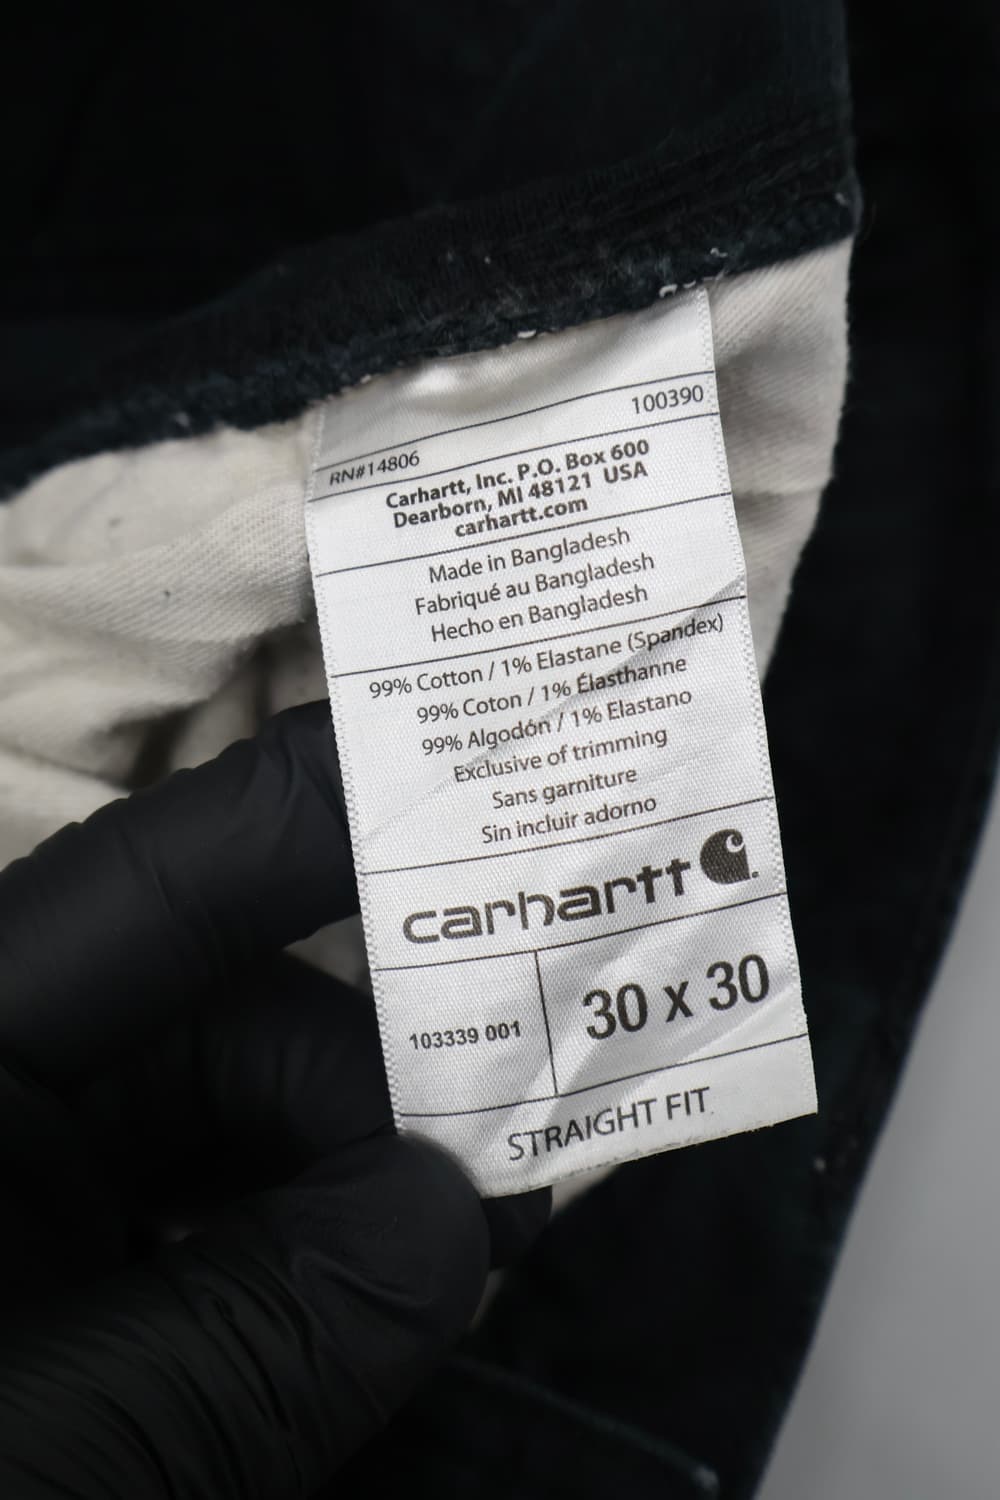 100390
RN#14806
Carhartt, Inc. P.O. Box 600
Dearborn, MI 48121 USA
carhartt.com
Made in Bangladesh
Fabriqué au Bangladesh
Hecho en Bangladesh
99% Cotton / 1% Elastane (Spandex)
99% Coton / 1% Élasthanne
99% Algodón / 1% Elastano
Exclusive of trimming
Sans garniture
Sin incluir adorno
carhartt
103339 001
30 x 30
STRAIGHT FIT